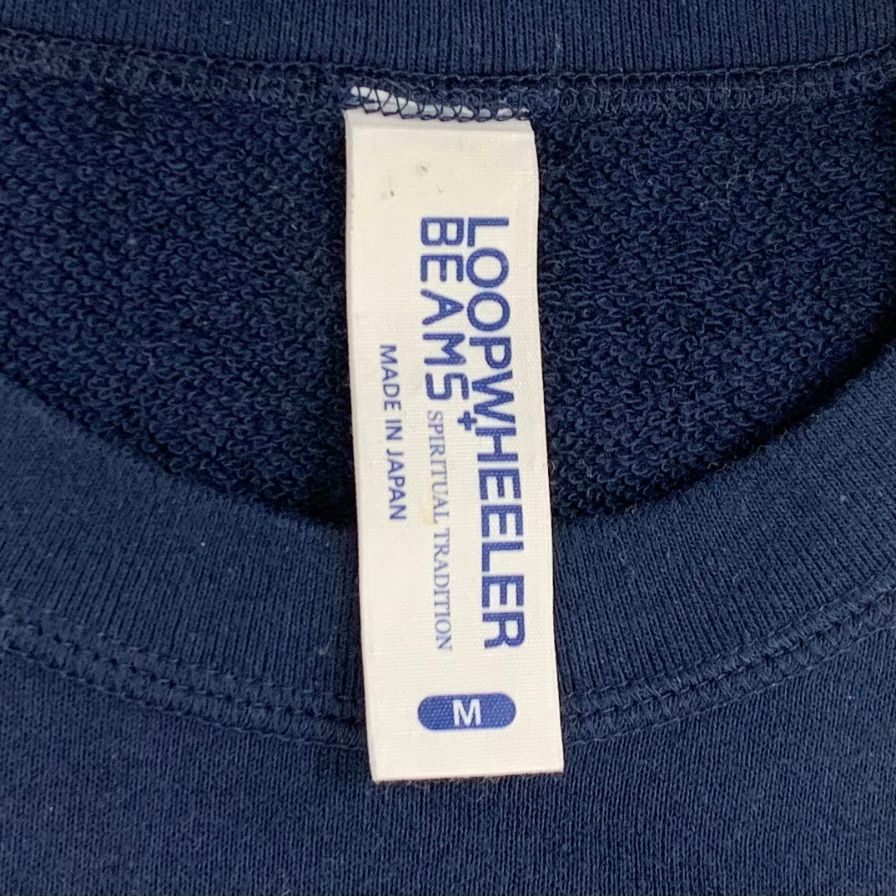 LOOPWHEELER
BEAMS +
SPIRITUAL TRADITION
MADE IN JAPAN
M